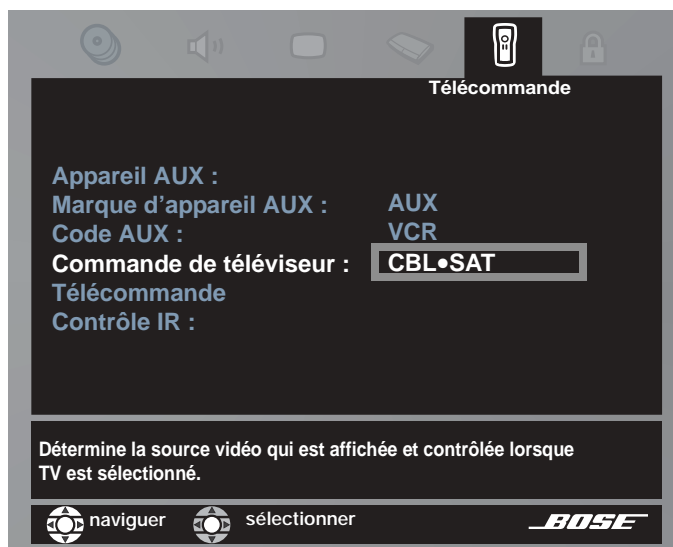 Télécommande
Appareil AUX :
Marque d'appareil AUX : AUX
Code AUX : VCR
Commande de téléviseur : CBL•SAT
Télécommande
Contrôle IR :
Détermine la source vidéo qui est affichée et contrôlée lorsque
TV est sélectionné.
naviguer sélectionner BOSE